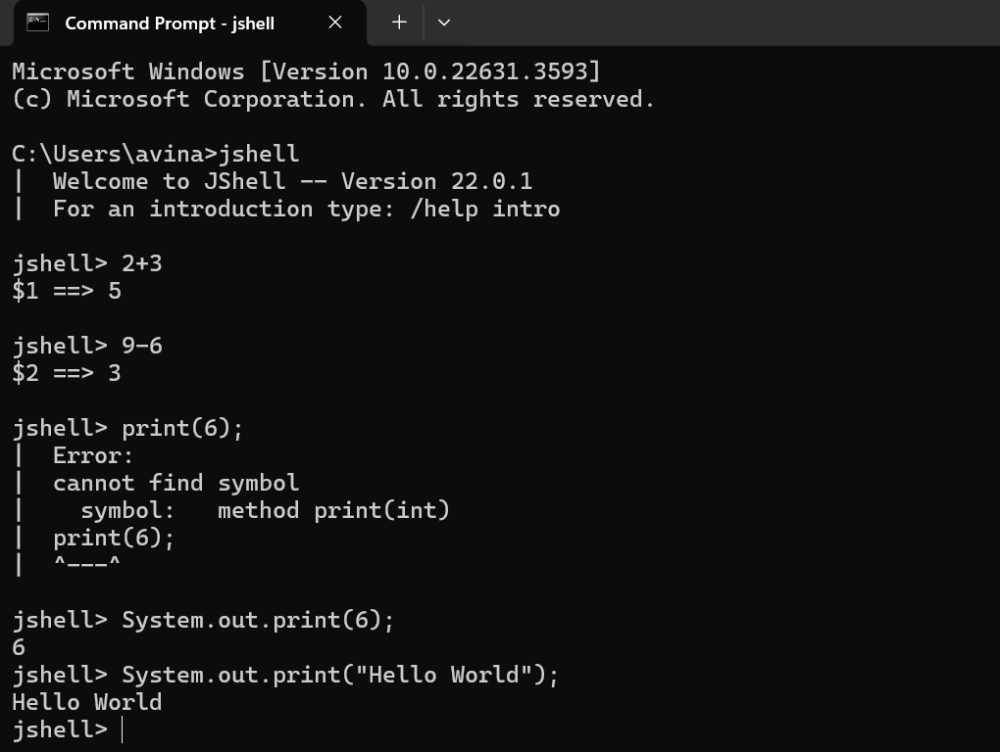 Command Prompt - jshell
Microsoft Windows [Version 10.0.22631.3593]
(c) Microsoft Corporation. All rights reserved.
C:\Users\avina>jshell
|  Welcome to JShell -- Version 22.0.1
|  For an introduction type: /help intro
jshell> 2+3
$1 ==> 5
jshell> 9-6
$2 ==> 3
jshell> print(6);
|  Error:
|  cannot find symbol
|    symbol:   method print(int)
|  print(6);
|  ^---^
jshell> System.out.print(6);
6
jshell> System.out.print("Hello World");
Hello World
jshell>